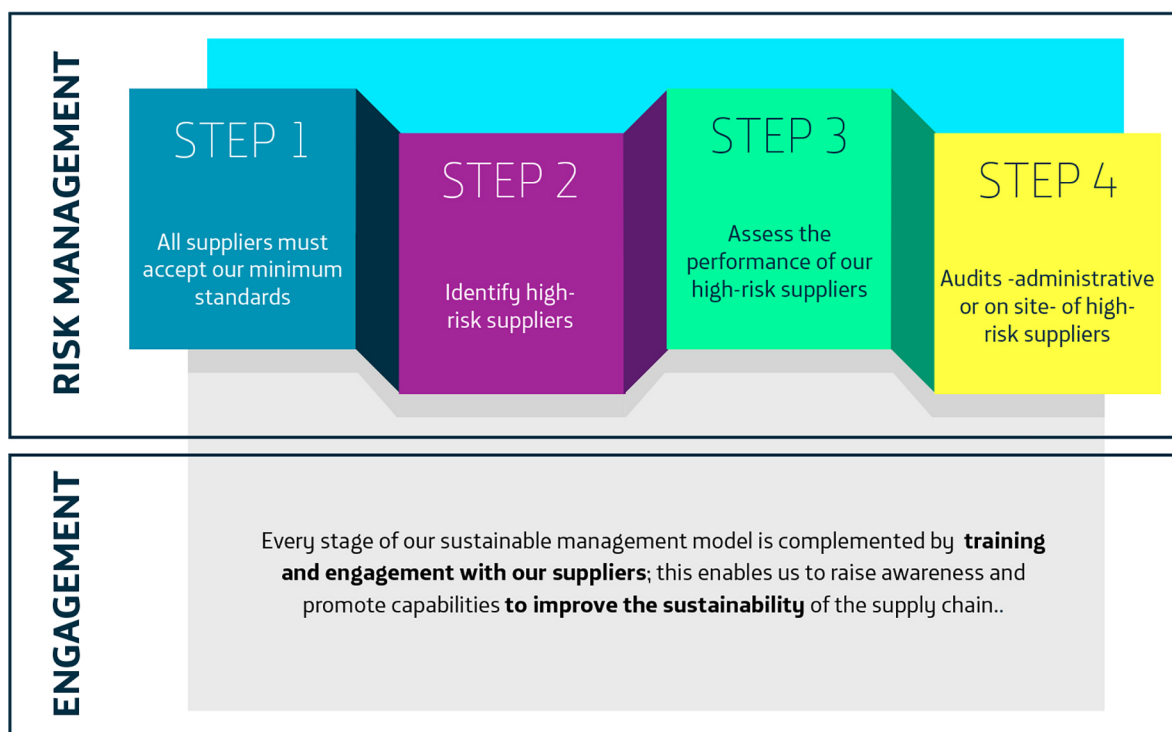 RISK MANAGEMENT
STEP 1
All suppliers must
accept our minimum
standards
STEP 2
Identify high-
risk suppliers
STEP 3
Assess the
performance of our
high-risk suppliers
STEP 4
Audits -administrative
or on site- of high-
risk suppliers
ENGAGEMENT
Every stage of our sustainable management model is complemented by training
and engagement with our suppliers; this enables us to raise awareness and
promote capabilities to improve the sustainability of the supply chain..